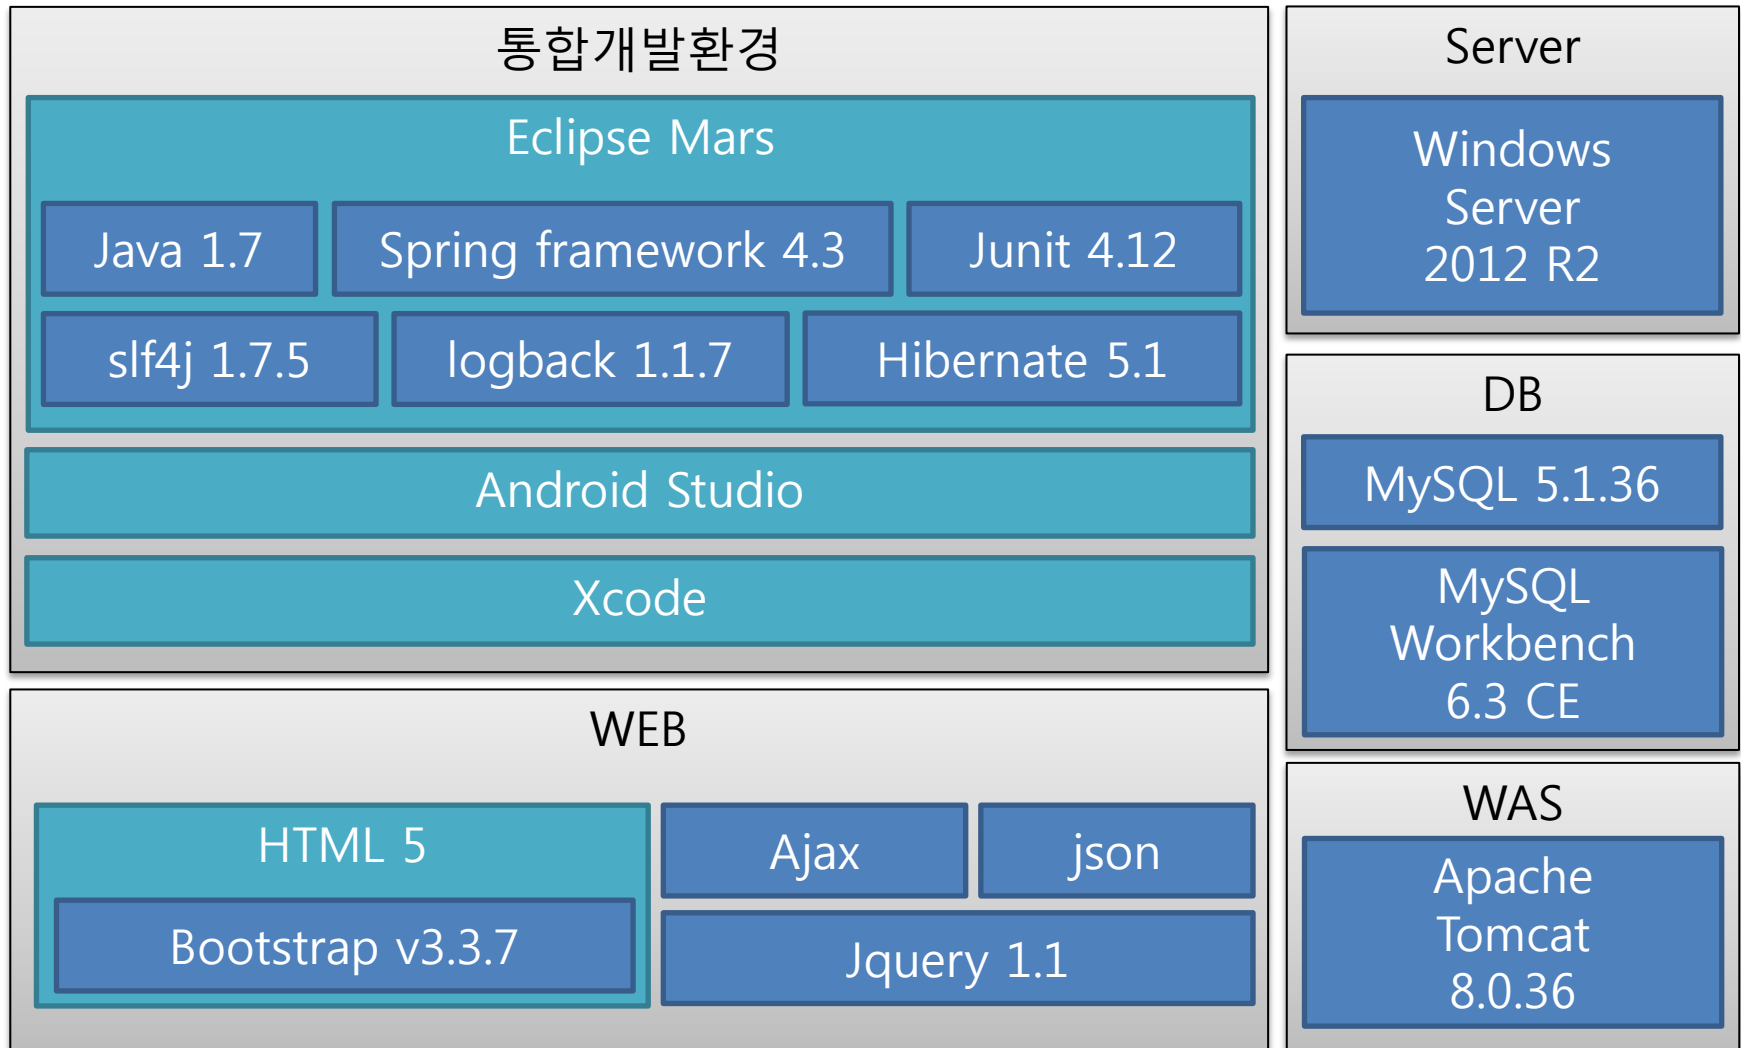 통합개발환경
Eclipse Mars
Java 1.7
Spring framework 4.3
Junit 4.12
slf4j 1.7.5
logback 1.1.7
Hibernate 5.1
Android Studio
Xcode
WEB
HTML 5
Bootstrap v3.3.7
Ajax
json
Jquery 1.1
Server
Windows
Server
2012 R2
DB
MySQL 5.1.36
MySQL
Workbench
6.3 CE
WAS
Apache
Tomcat
8.0.36